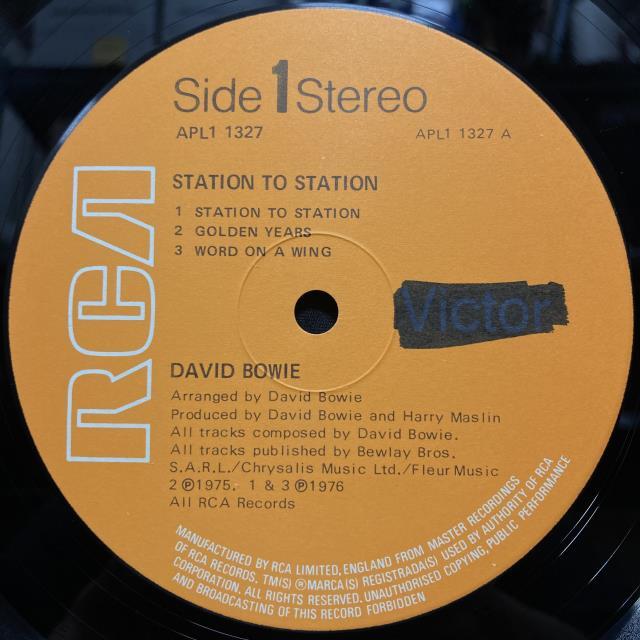 Side 1 Stereo
APL1 1327
APL1 1327 A
RCA
STATION TO STATION
1 STATION TO STATION
2 GOLDEN YEARS
3 WORD ON A WING
Victor
DAVID BOWIE
Arranged by David Bowie
Produced by David Bowie and Harry Maslin
All tracks composed by David Bowie.
All tracks published by Bewlay Bros.
S.A.R.L./Chrysalis Music Ltd./Fleur Music
2 ℗1975. 1 & 3 ℗1976
All RCA Records
MANUFACTURED BY RCA LIMITED, ENGLAND FROM MASTER RECORDINGS
OF RCA RECORDS. TM(S) ® MARCA(S) REGISTRADA(S) USED BY AUTHORITY OF RCA
CORPORATION. ALL RIGHTS RESERVED. UNAUTHORISED COPYING, PUBLIC PERFORMANCE
AND BROADCASTING OF THIS RECORD FORBIDDEN